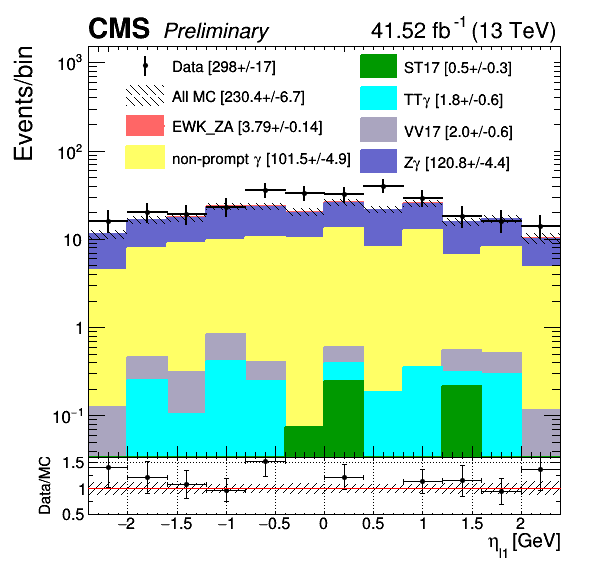 CMS Preliminary 41.52 fb⁻¹ (13 TeV)
Events/bin
Data [298+/-17]
All MC [230.4+/-6.7]
EWK_ZA [3.79+/-0.14]
non-prompt γ [101.5+/-4.9]
ST17 [0.5+/-0.3]
TTγ [1.8+/-0.6]
VV17 [2.0+/-0.6]
Zγ [120.8+/-4.4]
10³
10²
10
1
10⁻¹
Data/MC
1.5
1
0.5
−2 −1.5 −1 −0.5 0 0.5 1 1.5 2
η_l1 [GeV]